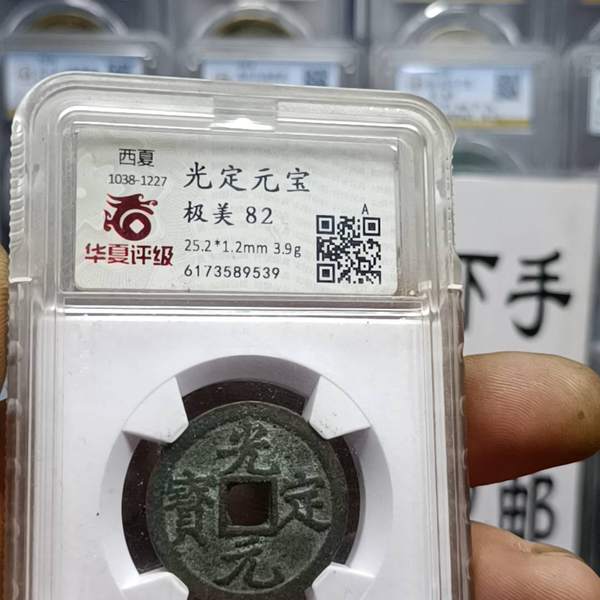 西夏
1038-1227
华夏评级
光定元宝
极美 82
25.2*1.2mm 3.9g
6173589539
A
光定元寳
下手
邮